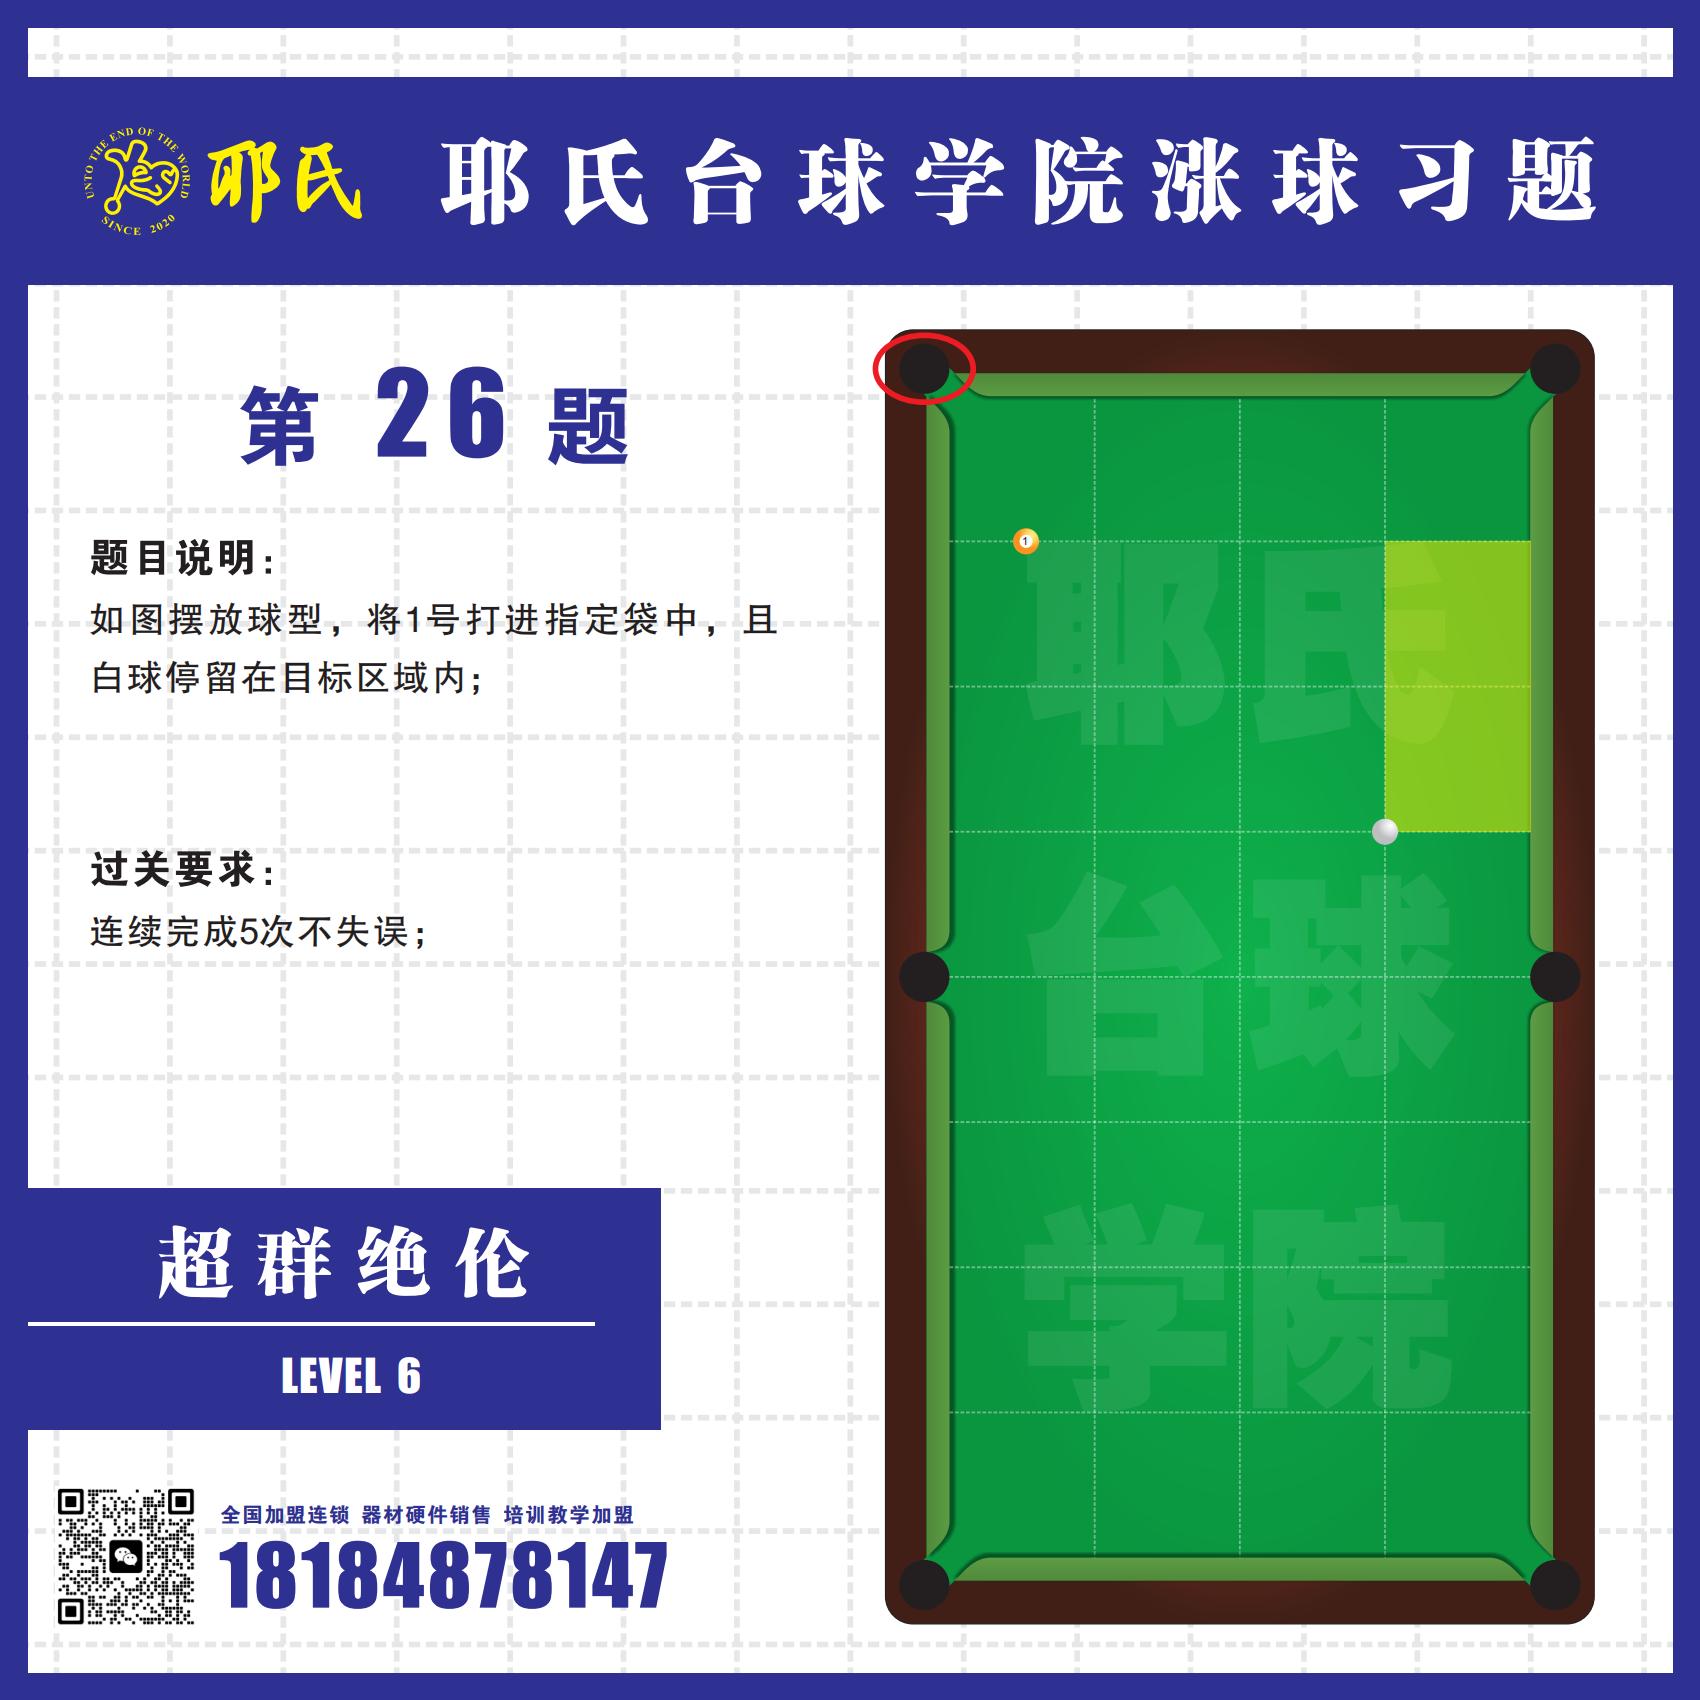 UNTO THE END OF THE WORLD
SINCE 2020
耶氏
耶氏台球学院涨球习题
第 26 题
题目说明：
如图摆放球型，将1号打进指定袋中，且
白球停留在目标区域内；
过关要求：
连续完成5次不失误；
1
耶氏
台球
学院
超群绝伦
LEVEL 6
全国加盟连锁 器材硬件销售 培训教学加盟
18184878147